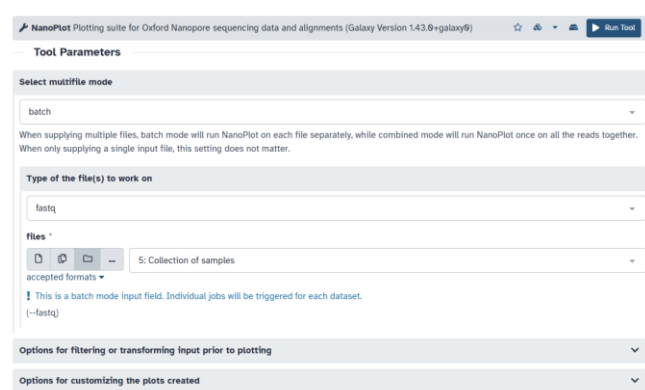 NanoPlot Plotting suite for Oxford Nanopore sequencing data and alignments (Galaxy Version 1.43.0+galaxy0)
Run Tool
Tool Parameters
Select multifile mode
batch
When supplying multiple files, batch mode will run NanoPlot on each file separately, while combined mode will run NanoPlot once on all the reads together.
When only supplying a single input file, this setting does not matter.
Type of the file(s) to work on
fastq
files *
... 5: Collection of samples
accepted formats
! This is a batch mode input field. Individual jobs will be triggered for each dataset.
(--fastq)
Options for filtering or transforming input prior to plotting
Options for customizing the plots created